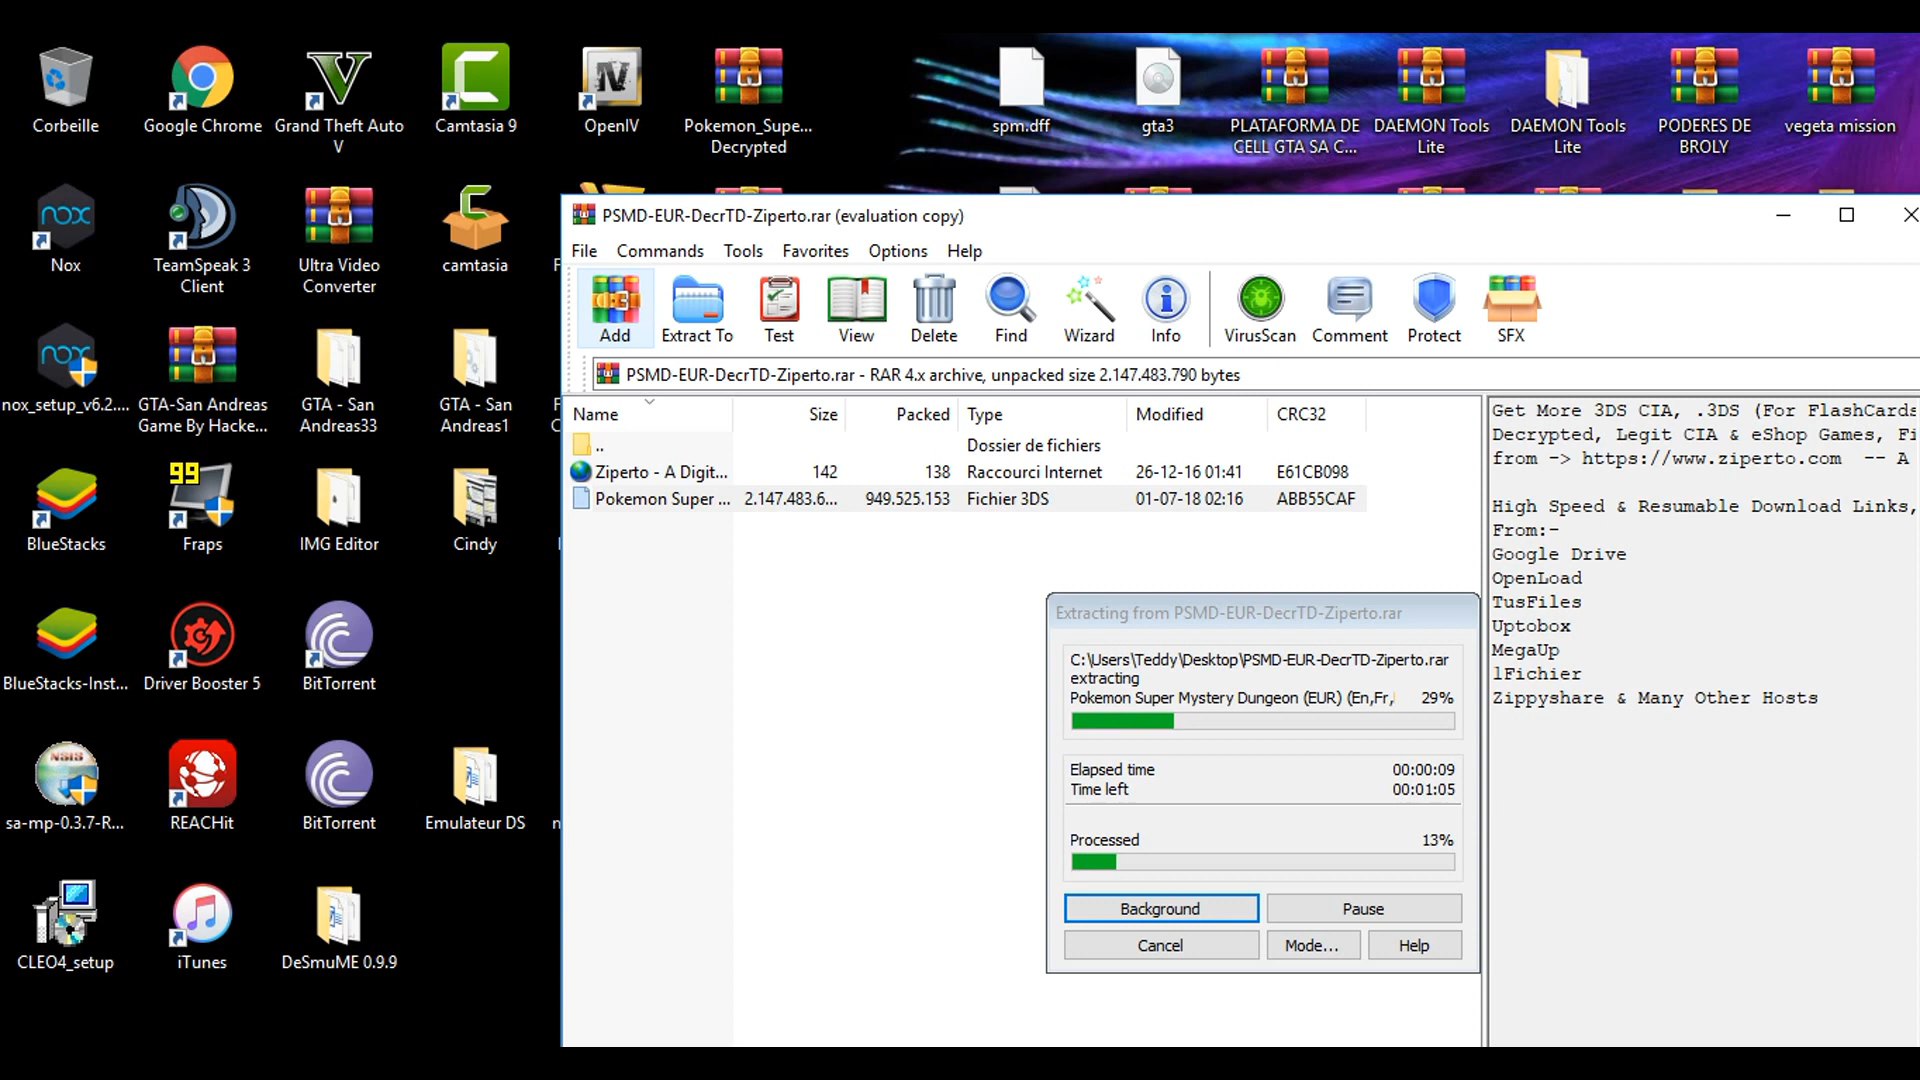 Corbeille
Google Chrome
Grand Theft Auto
V
Camtasia 9
OpenIV
Pokemon_Supe...
Decrypted
spm.dff
gta3
PLATAFORMA DE
CELL GTA SA C...
DAEMON Tools
Lite
DAEMON Tools
Lite
PODERES DE
BROLY
vegeta mission
Nox
TeamSpeak 3
Client
Ultra Video
Converter
camtasia
nox_setup_v6.2....
GTA-San Andreas
Game By Hacke...
GTA - San
Andreas33
GTA - San
Andreas1
BlueStacks
99
Fraps
IMG Editor
Cindy
BlueStacks-Inst...
Driver Booster 5
BitTorrent
NSIS
sa-mp-0.3.7-R...
REACHit
BitTorrent
Emulateur DS
CLEO4_setup
iTunes
DeSmuME 0.9.9
PSMD-EUR-DecrTD-Ziperto.rar (evaluation copy)
File Commands Tools Favorites Options Help
Add Extract To Test View Delete Find Wizard Info VirusScan Comment Protect SFX
PSMD-EUR-DecrTD-Ziperto.rar - RAR 4.x archive, unpacked size 2.147.483.790 bytes
Name Size Packed Type Modified CRC32
.. Dossier de fichiers
Ziperto - A Digit... 142 138 Raccourci Internet 26-12-16 01:41 E61CB098
Pokemon Super ... 2.147.483.6... 949.525.153 Fichier 3DS 01-07-18 02:16 ABB55CAF
Get More 3DS CIA, .3DS (For FlashCards
Decrypted, Legit CIA & eShop Games, Fi
from -> https://www.ziperto.com -- A
High Speed & Resumable Download Links,
From:-
Google Drive
OpenLoad
TusFiles
Uptobox
MegaUp
1Fichier
Zippyshare & Many Other Hosts
Extracting from PSMD-EUR-DecrTD-Ziperto.rar
C:\Users\Teddy\Desktop\PSMD-EUR-DecrTD-Ziperto.rar
extracting
Pokemon Super Mystery Dungeon (EUR) (En,Fr, 29%
Elapsed time 00:00:09
Time left 00:01:05
Processed 13%
Background Pause
Cancel Mode... Help